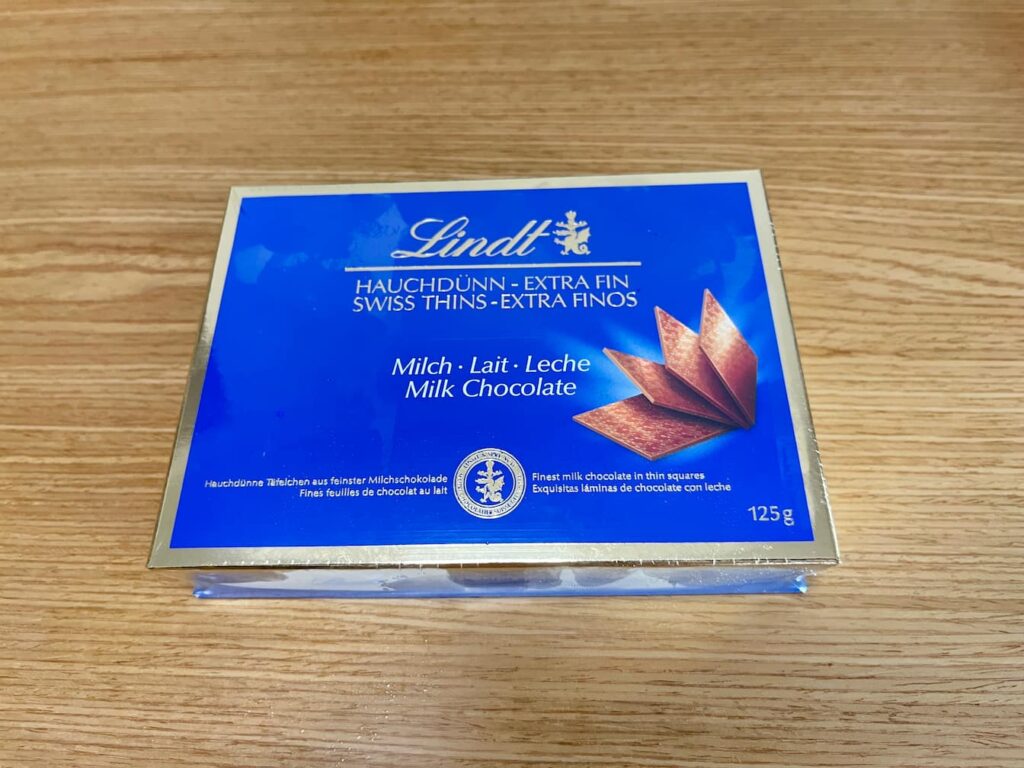 Lindt
HAUCHDÜNN - EXTRA FIN
SWISS THINS - EXTRA FINOS
Milch · Lait · Leche
Milk Chocolate
Hauchdünne Täfelchen aus feinster Milchschokolade
Fines feuilles de chocolat au lait
Finest milk chocolate in thin squares
Exquisitas láminas de chocolate con leche
125 g